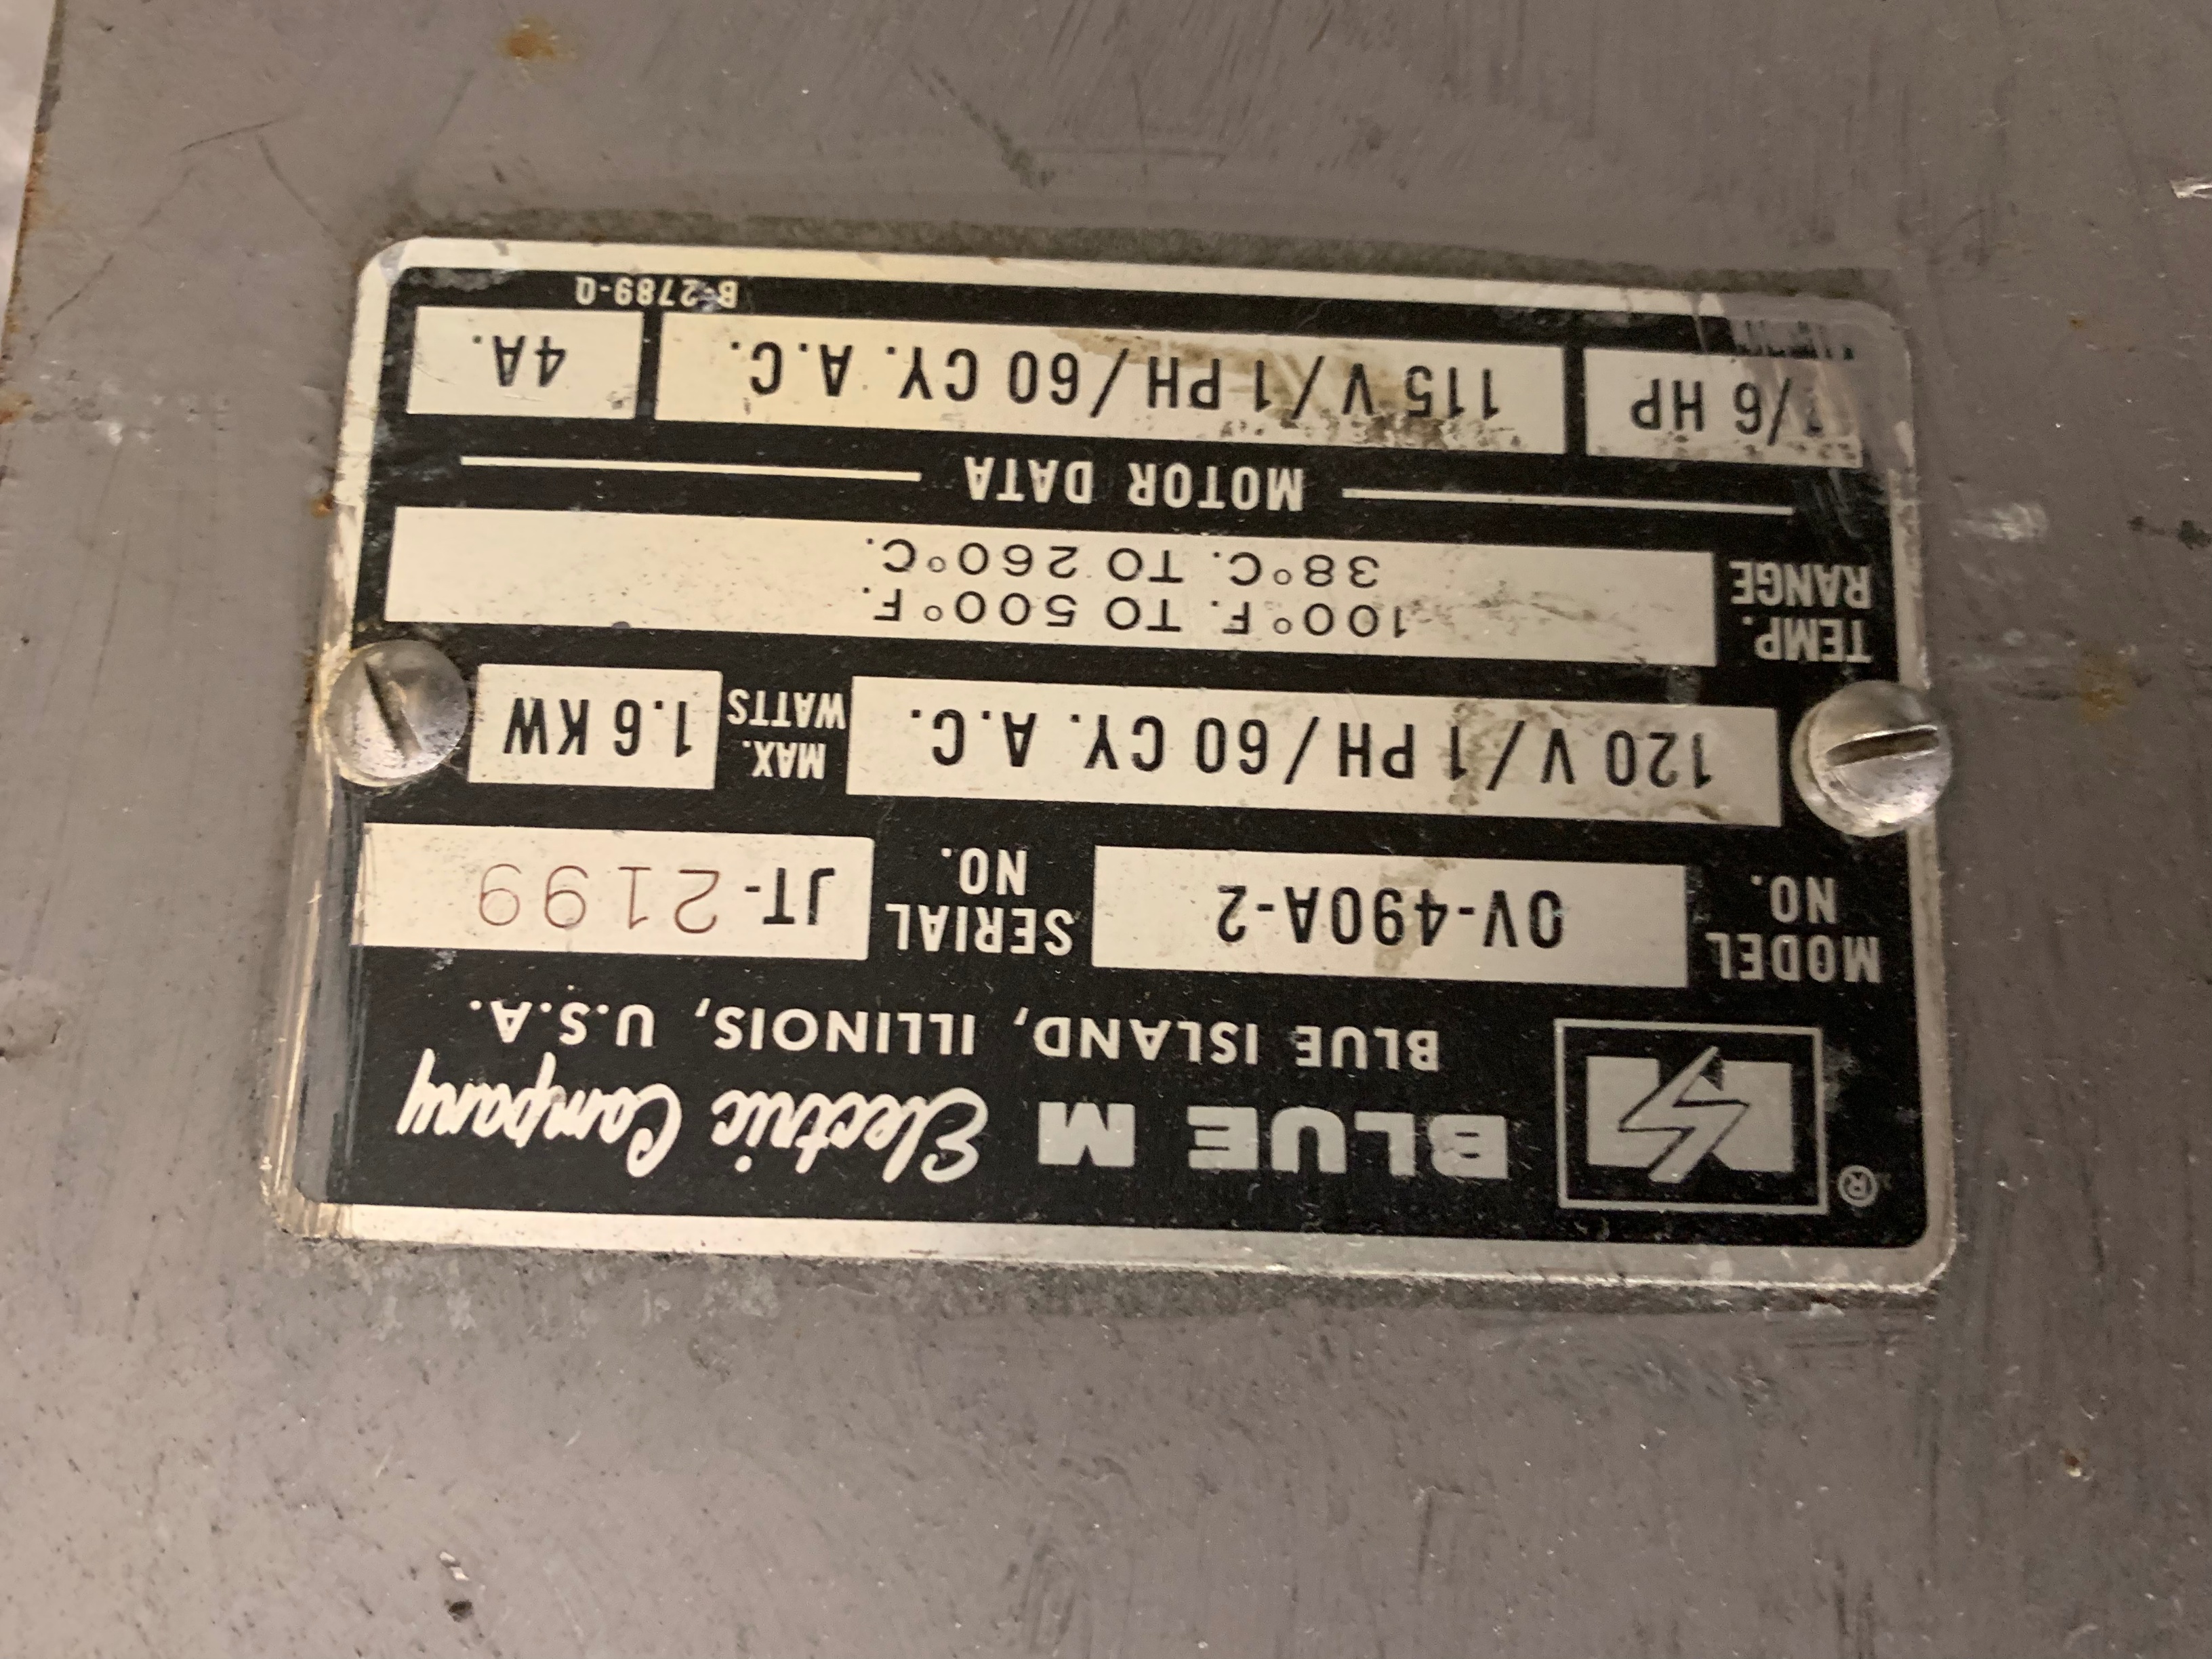 ®
BLUE M Electric Company
BLUE ISLAND, ILLINOIS, U.S.A.
MODEL NO. OV-490A-2 SERIAL NO. JT-2199
120 V/1 PH/60 CY. A.C. MAX. WATTS 1.6 KW
TEMP. RANGE 100°F. TO 500°F.
38°C. TO 260°C.
MOTOR DATA
/6 HP 115 V/1 PH/60 CY. A.C. 4A.
B-2789-Q